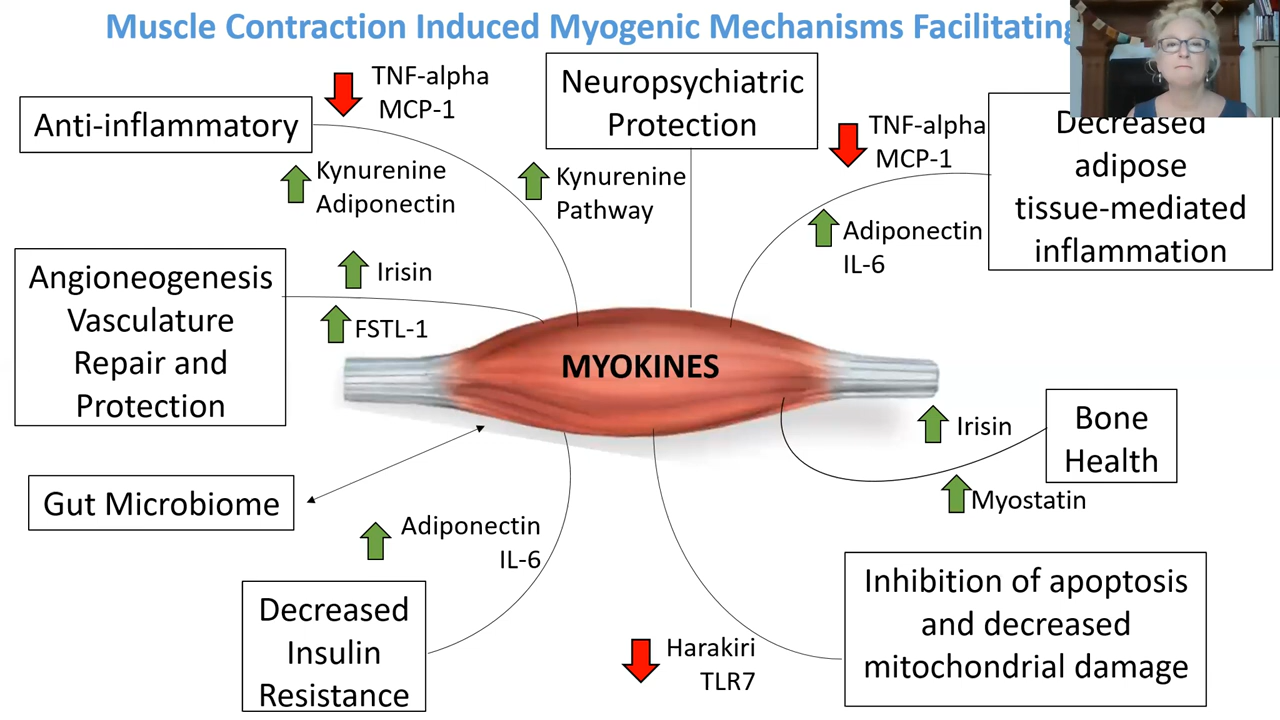 Muscle Contraction Induced Myogenic Mechanisms Facilitating
TNF-alpha
MCP-1
Anti-inflammatory
Kynurenine
Adiponectin
Neuropsychiatric
Protection
Kynurenine
Pathway
TNF-alpha
MCP-1
Adiponectin
IL-6
Decreased
adipose
tissue-mediated
inflammation
Angioneogenesis
Vasculature
Repair and
Protection
Irisin
FSTL-1
MYOKINES
Irisin
Myostatin
Bone
Health
Gut Microbiome
Adiponectin
IL-6
Decreased
Insulin
Resistance
Harakiri
TLR7
Inhibition of apoptosis
and decreased
mitochondrial damage